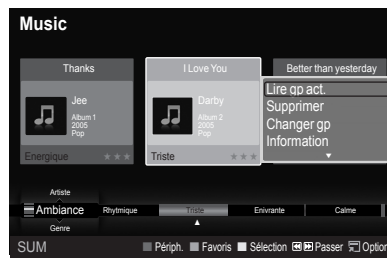 Music
Thanks
I Love You
Better than yesterday
Jee
Album 1
2005
Pop
Darby
Album 2
2005
Pop
Lire gp act.
Supprimer
Changer gp
Information
Energique
Triste
Artiste
Ambiance
Genre
Rhytmique
Triste
Enivrante
Calme
SUM
Périph.
Favoris
Sélection
Passer
Option